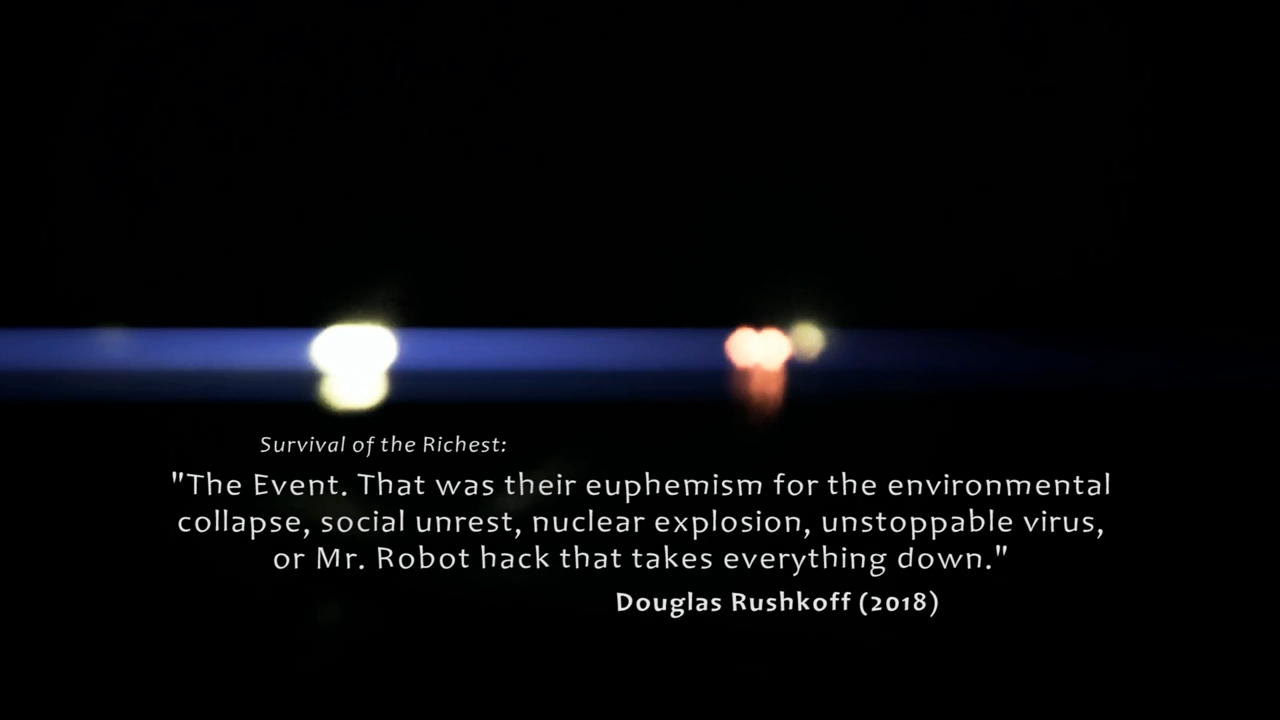 Survival of the Richest:
"The Event. That was their euphemism for the environmental
collapse, social unrest, nuclear explosion, unstoppable virus,
or Mr. Robot hack that takes everything down."
Douglas Rushkoff (2018)